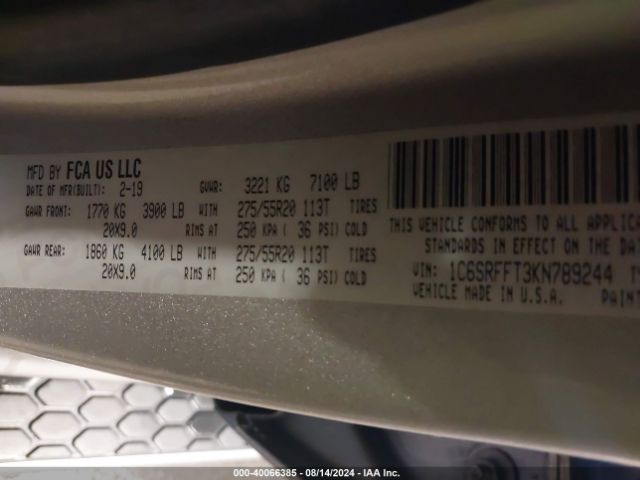 MFD BY FCA US LLC
DATE OF MFR(BUILT): 2-19 GVWR: 3221 KG 7100 LB
GAWR FRONT: 1770 KG 3900 LB WITH 275/55R20 113T TIRES
20X9.0 RIMS AT 250 KPA ( 36 PSI) COLD
GAWR REAR: 1860 KG 4100 LB WITH 275/55R20 113T TIRES
20X9.0 RIMS AT 250 KPA ( 36 PSI) COLD
THIS VEHICLE CONFORMS TO ALL APPLICA
STANDARDS IN EFFECT ON THE DA
VIN: 1C6SRFFT3KN789244
VEHICLE MADE IN U.S.A. PAIN
000-40066385 - 08/14/2024 - IAA Inc.